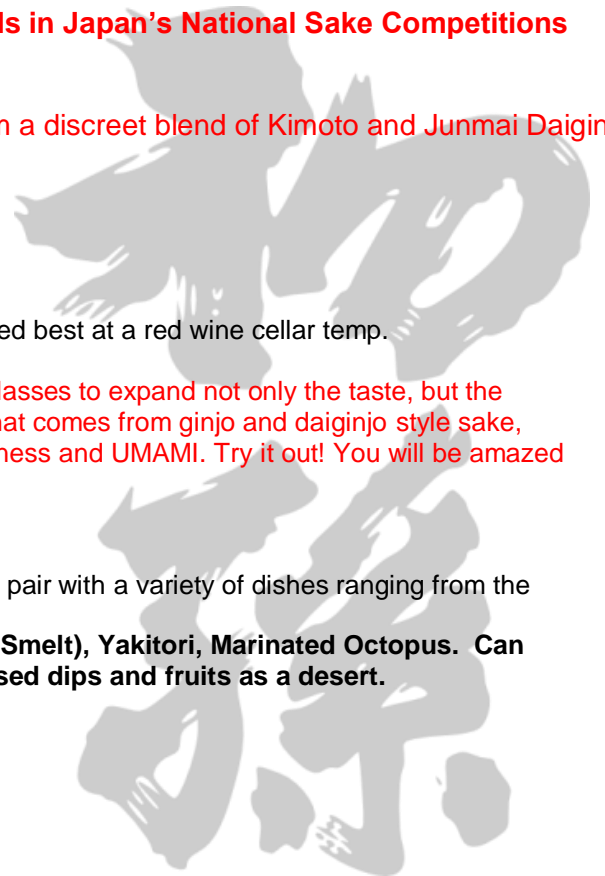 ls in Japan’s National Sake Competitions
n a discreet blend of Kimoto and Junmai Daigin
ed best at a red wine cellar temp.
lasses to expand not only the taste, but the
hat comes from ginjo and daiginjo style sake,
ness and UMAMI. Try it out! You will be amazed
pair with a variety of dishes ranging from the
Smelt), Yakitori, Marinated Octopus. Can
sed dips and fruits as a desert.
初孫